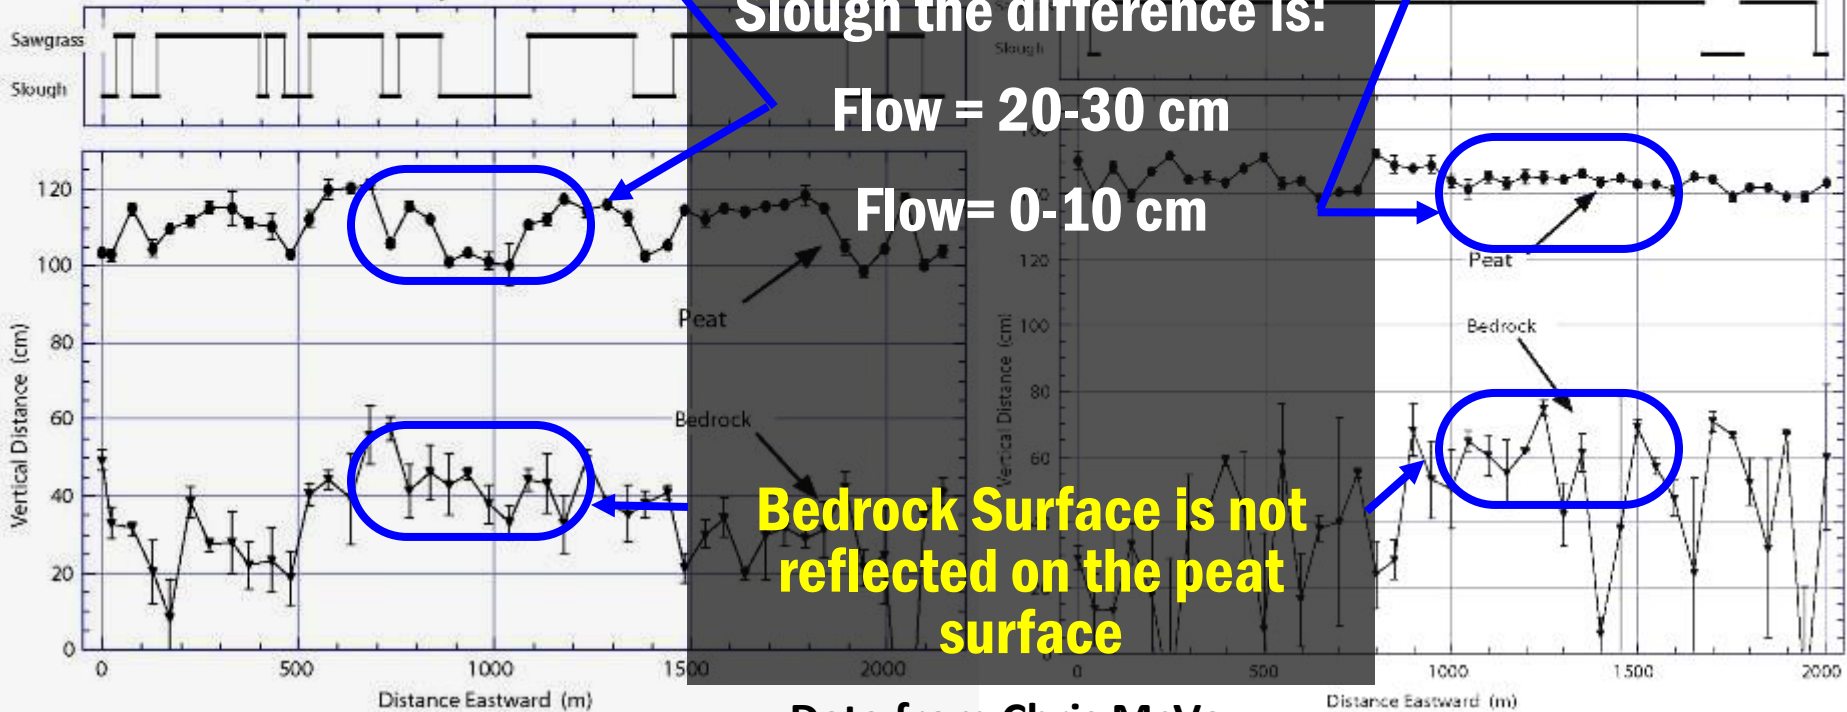 Slough the difference is:
Flow = 20-30 cm
Flow= 0-10 cm
Bedrock Surface is not
reflected on the peat
surface
Sawgrass
Slough
120
100
80
60
40
20
0
Vertical Distance (cm)
Peat
Bedrock
0 500 1000 1500 2000
Distance Eastward (m)
Slough
120
100
80
60
Vertical Distance (cm)
Peat
Bedrock
0 500 1000 1500 2000
Distance Eastward (m)